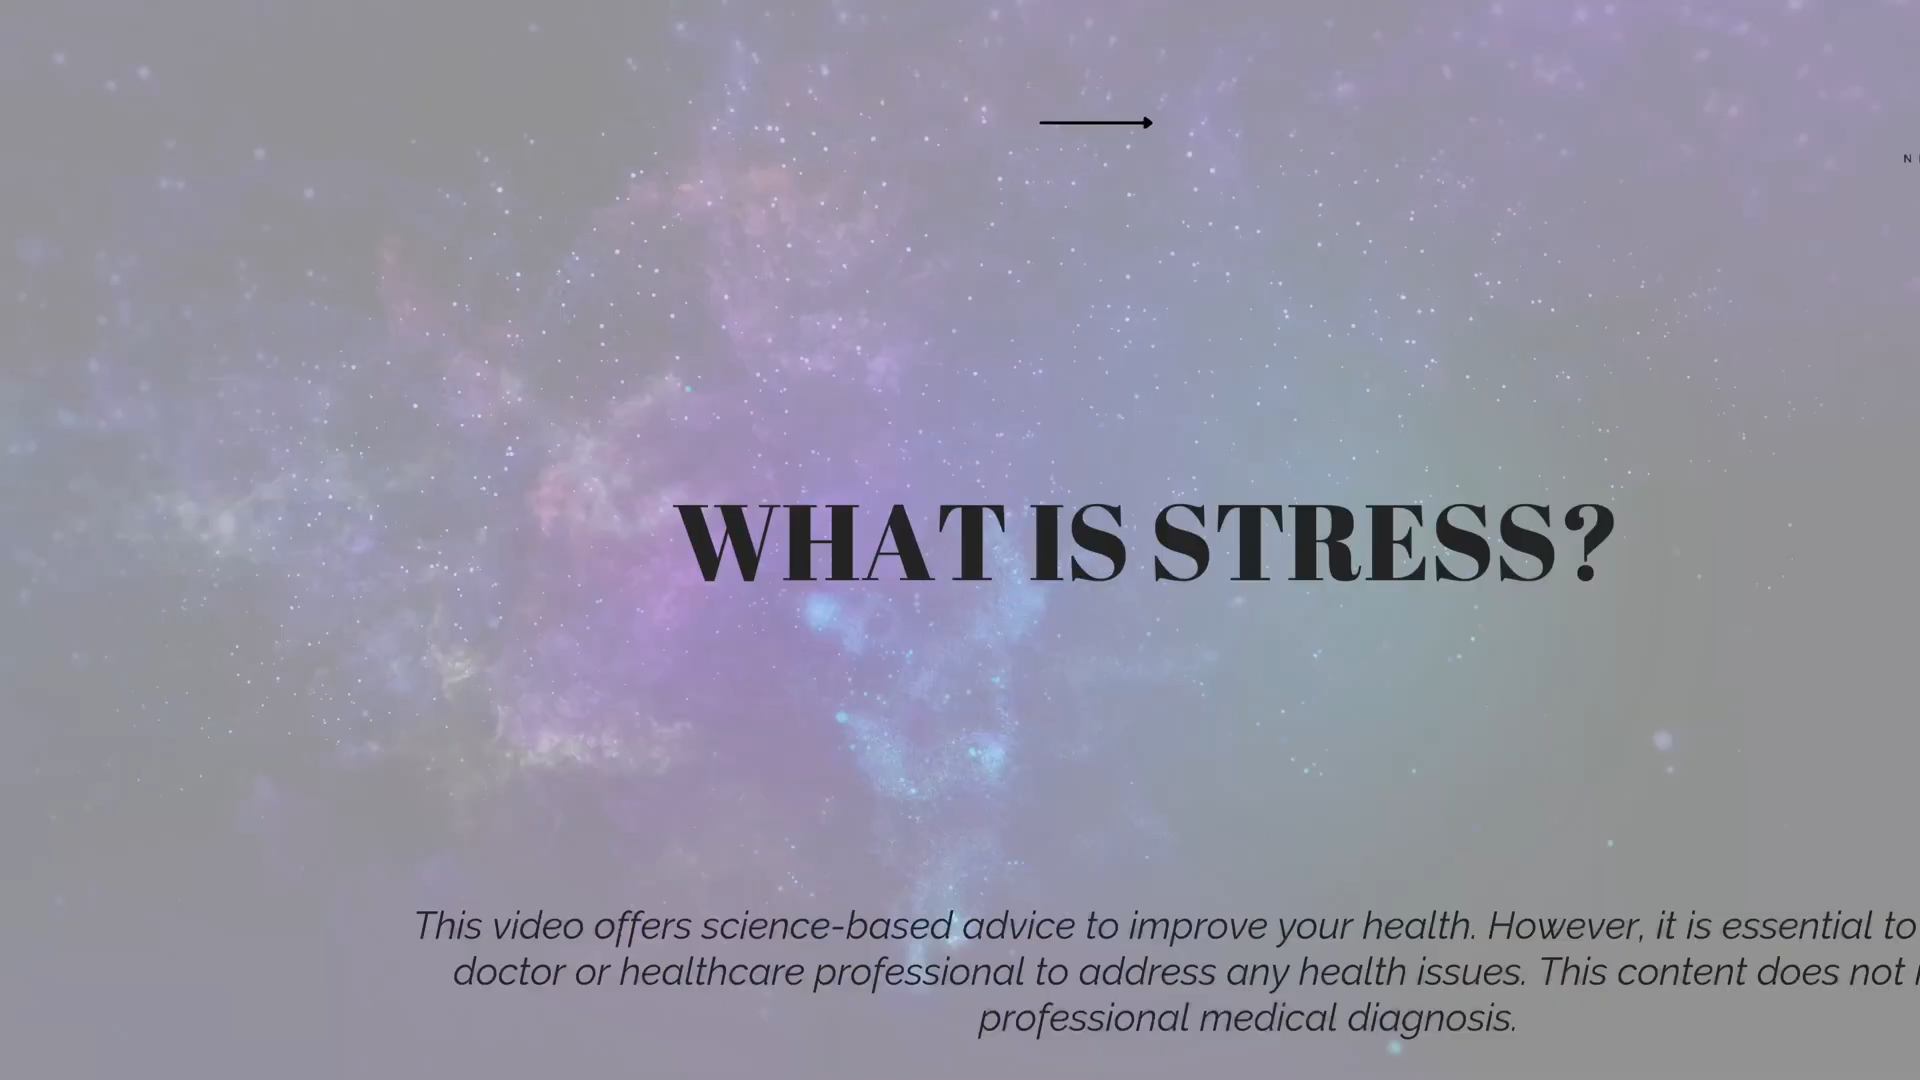 WHAT IS STRESS?
This video offers science-based advice to improve your health. However, it is essential to
doctor or healthcare professional to address any health issues. This content does not
professional medical diagnosis.